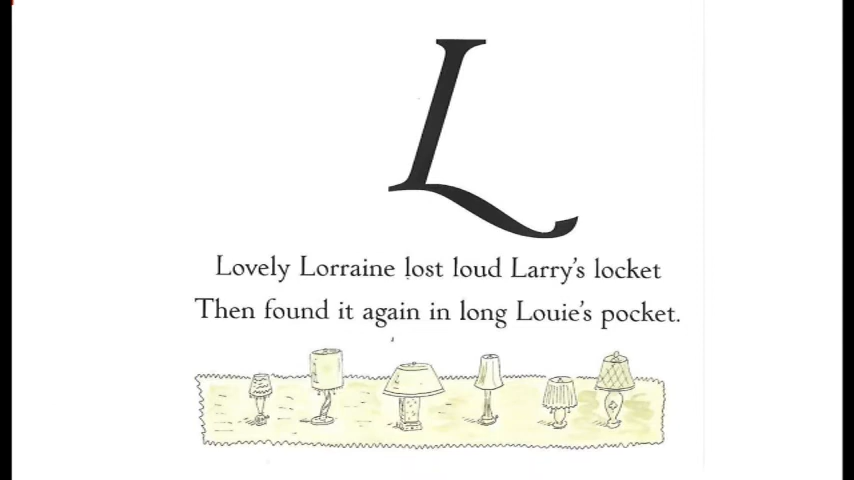 L
Lovely Lorraine lost loud Larry's locket
Then found it again in long Louie's pocket.